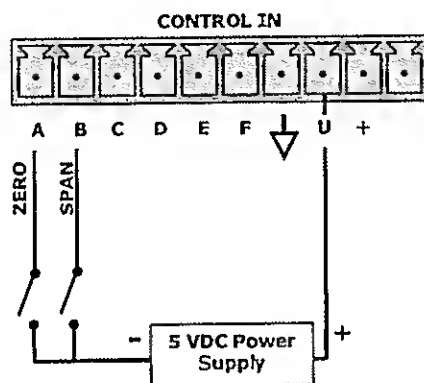 CONTROL IN
A B C D E F U +
ZERO
SPAN
- 5 VDC Power +
Supply